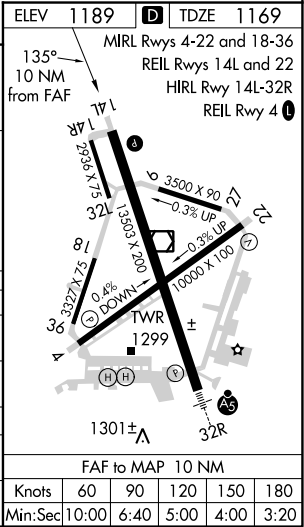 ELEV 1189 D TDZE 1169
MIRL Rwys 4-22 and 18-36
REIL Rwys 14L and 22
HIRL Rwy 14L-32R
REIL Rwy 4 L
135°
10 NM
from FAF
14L
14R
2936 X 75
32L
P
13503 X 200
9
3500 X 90
27
0.3% UP
22
V
0.3% UP
10000 X 100
18
3327 X 75
36
0.4%
DOWN
P
4
TWR
1299
H H
P
A5
32R
1301±
FAF to MAP 10 NM
Knots 60 90 120 150 180
Min:Sec 10:00 6:40 5:00 4:00 3:20